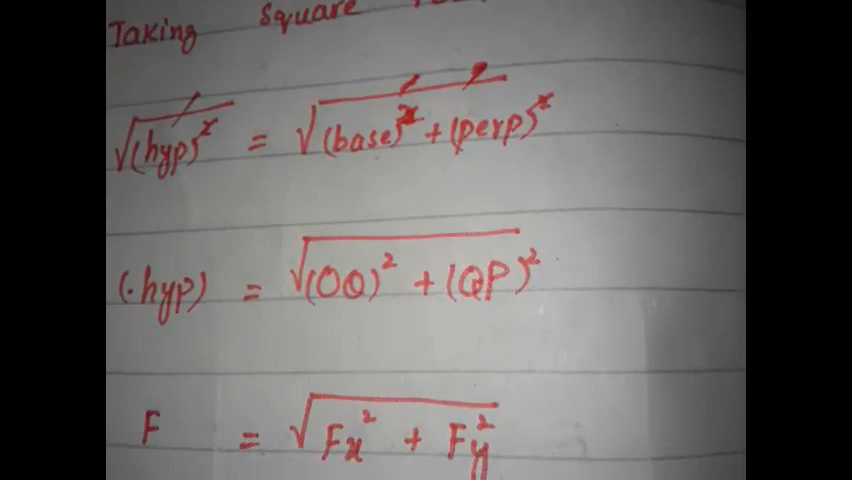 Taking Square
√(hyp)² = √(base)² + (perp)²
(hyp) = √(OQ)² + (QP)²
F = √Fx² + Fy²